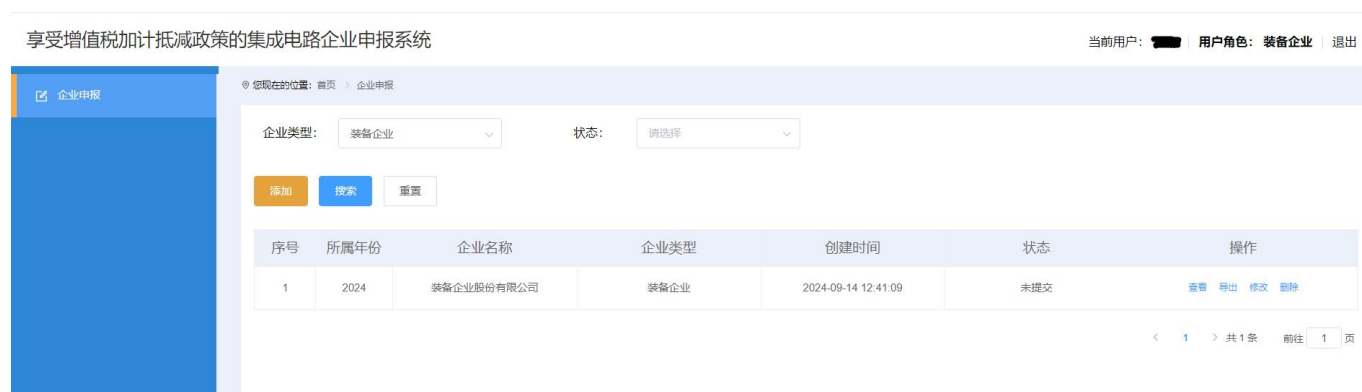 享受增值税加计抵减政策的集成电路企业申报系统
当前用户： 用户角色：装备企业 退出
企业申报
您现在的位置：首页 > 企业申报
企业类型： 装备企业 状态： 请选择
添加 搜索 重置
序号 所属年份 企业名称 企业类型 创建时间 状态 操作
1 2024 装备企业股份有限公司 装备企业 2024-09-14 12:41:09 未提交 查看 导出 修改 删除
< 1 > 共1条 前往 1 页